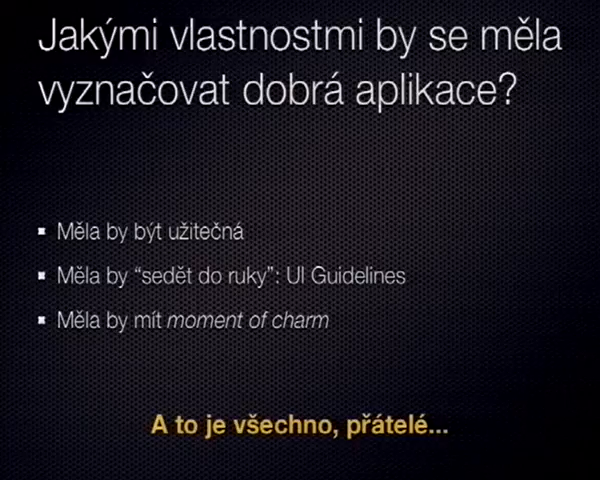 Jakými vlastnostmi by se měla
vyznačovat dobrá aplikace?
Měla by být užitečná
Měla by “sedět do ruky”: UI Guidelines
Měla by mít moment of charm
A to je všechno, přátelé...